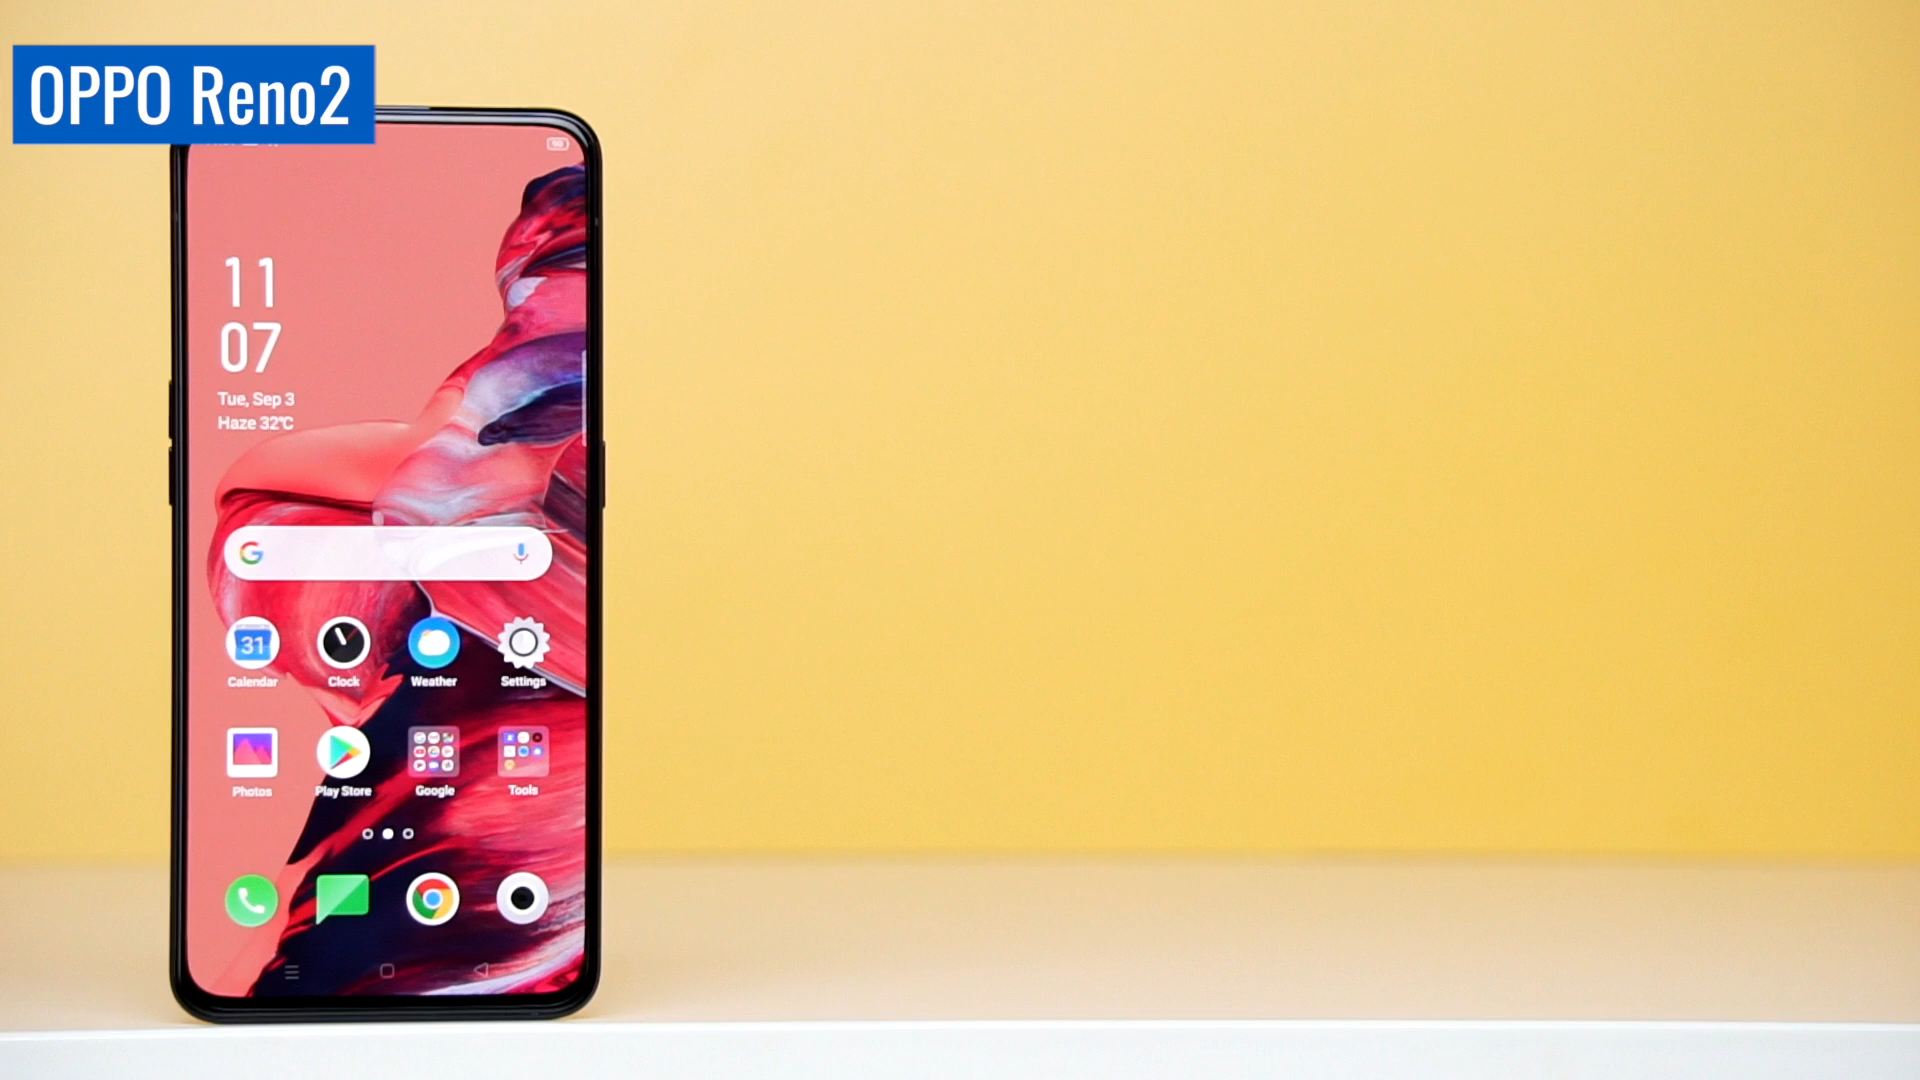 OPPO Reno2
11
07
Tue, Sep 3
Haze 32°C
G
31
Calendar
Clock
Weather
Settings
Photos
Play Store
Google
Tools